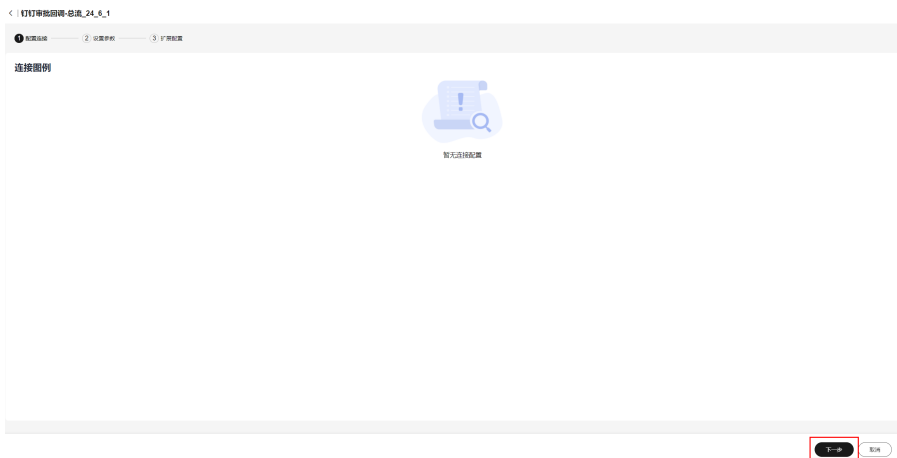 < | 钉钉审批回调-总流_24_6_1
1 配置连接 2 设置参数 3 扩展配置
连接图例
暂无连接配置
下一步 取消